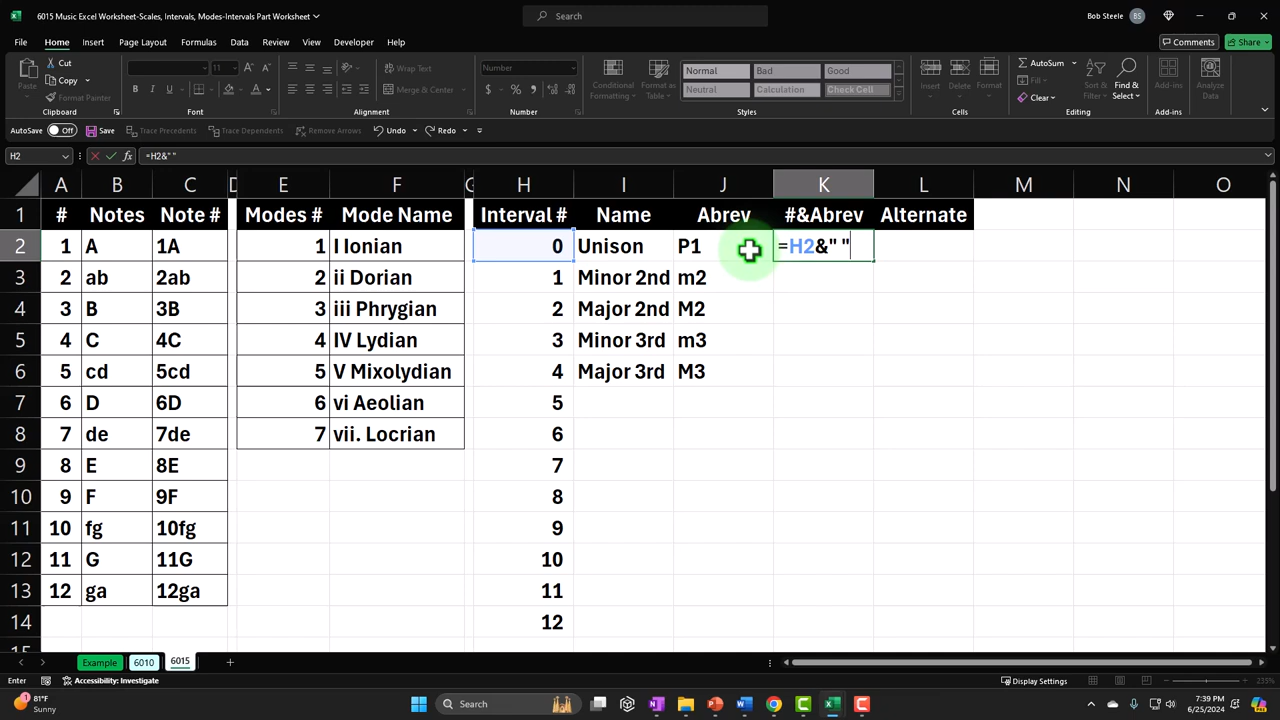 6015 Music Excel Worksheet-Scales, Intervals, Modes-Intervals Part Worksheet
Search
Bob Steele BS
File Home Insert Page Layout Formulas Data Review View Developer Help
Comments Share
Paste Cut Copy Format Painter
Clipboard
11 A A
B I U
Font
Wrap Text
Merge & Center
Alignment
Number
$ %
Number
Conditional Formatting
Format as Table
Normal Bad Good
Neutral Calculation Check Cell
Styles
Insert Delete Format
Cells
AutoSum
Fill
Clear
Sort & Filter
Find & Select
Editing
Add-ins
Add-ins
Analyze Data
AutoSave Off Save Trace Precedents Trace Dependents Remove Arrows Undo Redo
H2 fx =H2&" "
A B C D E F G H I J K L M N O
1 # Notes Note # Modes # Mode Name Interval # Name Abrev #&Abrev Alternate
2 1 A 1A 1 I Ionian 0 Unison P1 =H2&" "
3 2 ab 2ab 2 ii Dorian 1 Minor 2nd m2
4 3 B 3B 3 iii Phrygian 2 Major 2nd M2
5 4 C 4C 4 IV Lydian 3 Minor 3rd m3
6 5 cd 5cd 5 V Mixolydian 4 Major 3rd M3
7 6 D 6D 6 vi Aeolian 5
8 7 de 7de 7 vii. Locrian 6
9 8 E 8E 7
10 9 F 9F 8
11 10 fg 10fg 9
12 11 G 11G 10
13 12 ga 12ga 11
14 12
15
Example 6010 6015
Enter Accessibility: Investigate Display Settings 235%
81°F
Sunny
Search
7:39 PM
6/25/2024